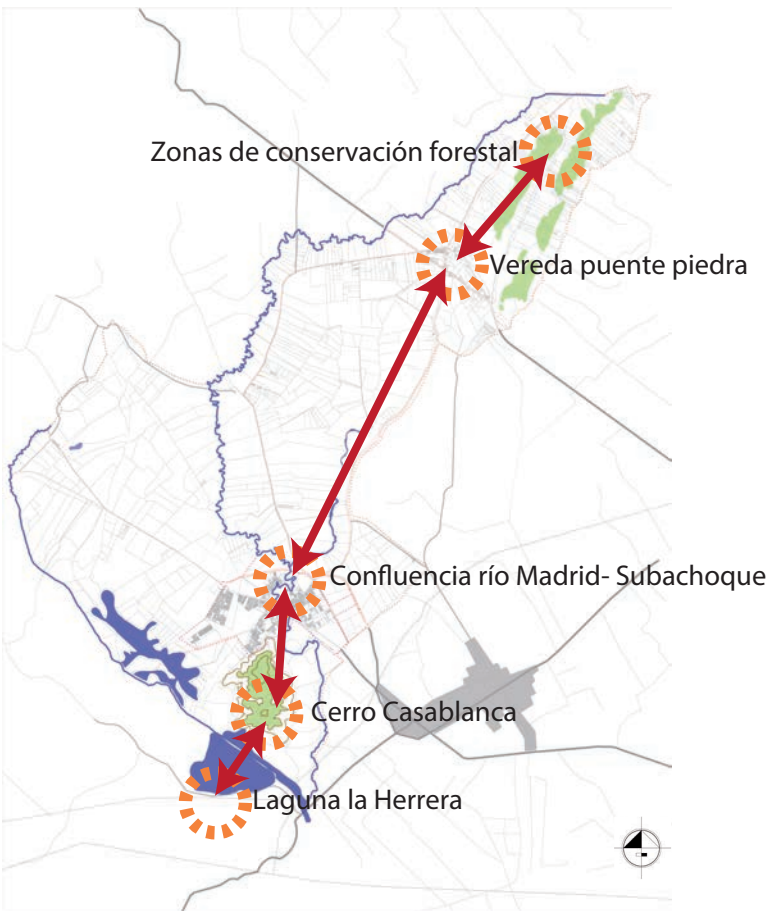 Zonas de conservación forestal
Vereda puente piedra
Confluencia río Madrid- Subachoque
Cerro Casablanca
Laguna la Herrera